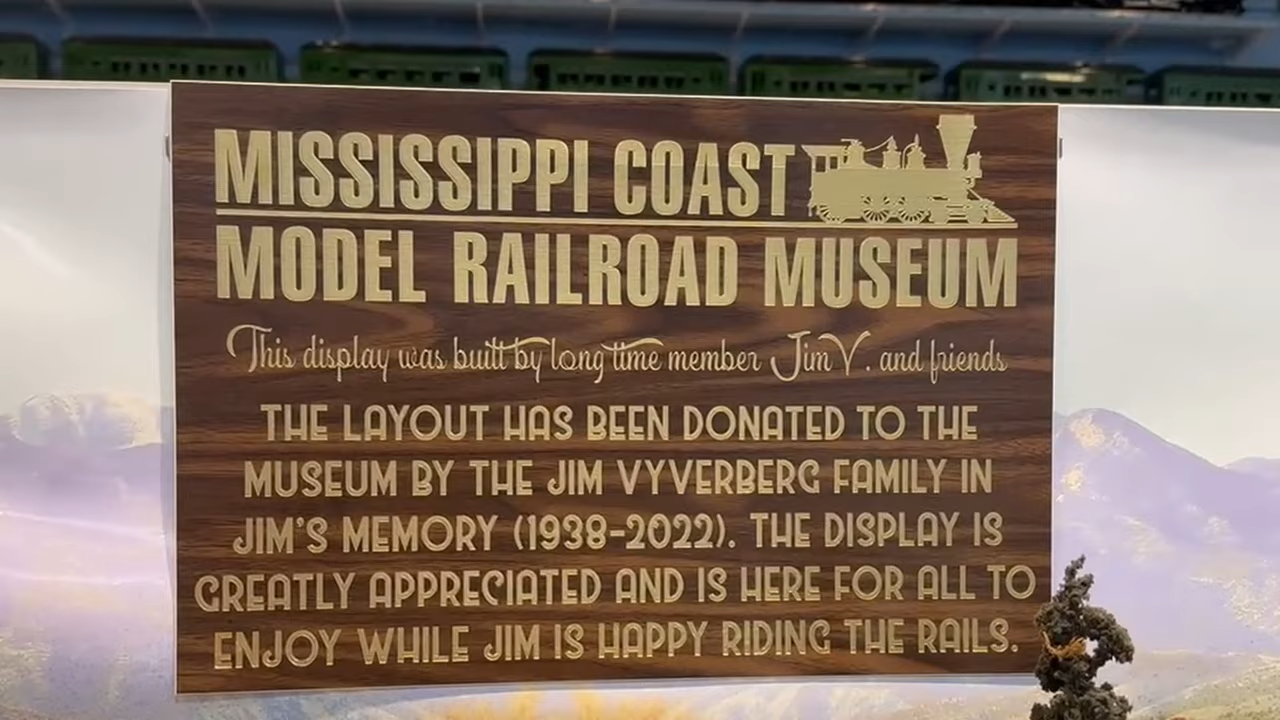 MISSISSIPPI COAST
MODEL RAILROAD MUSEUM
This display was built by long time member Jim V. and friends
THE LAYOUT HAS BEEN DONATED TO THE
MUSEUM BY THE JIM VYVERBERG FAMILY IN
JIM'S MEMORY (1938-2022). THE DISPLAY IS
GREATLY APPRECIATED AND IS HERE FOR ALL TO
ENJOY WHILE JIM IS HAPPY RIDING THE RAILS.